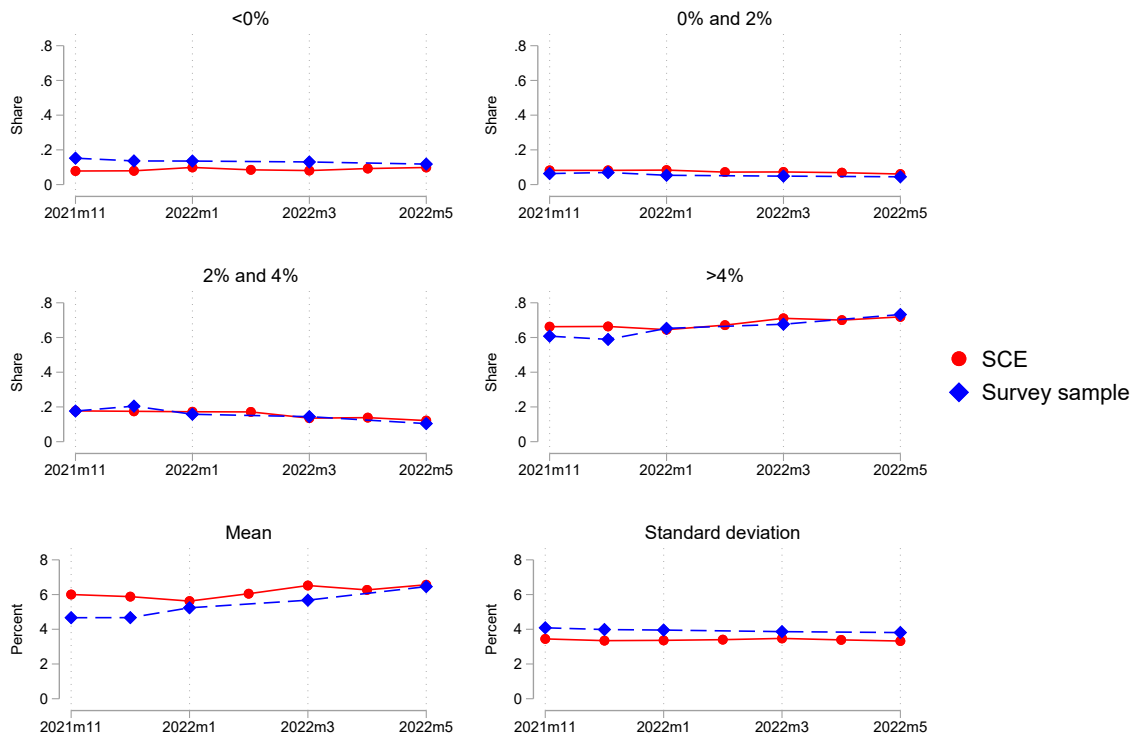 <0%
Share
.8
.6
.4
.2
0
2021m11 2022m1 2022m3 2022m5
0% and 2%
Share
.8
.6
.4
.2
0
2021m11 2022m1 2022m3 2022m5
2% and 4%
Share
.8
.6
.4
.2
0
2021m11 2022m1 2022m3 2022m5
>4%
Share
.8
.6
.4
.2
0
2021m11 2022m1 2022m3 2022m5
SCE
Survey sample
Mean
Percent
8
6
4
2
0
2021m11 2022m1 2022m3 2022m5
Standard deviation
Percent
8
6
4
2
0
2021m11 2022m1 2022m3 2022m5